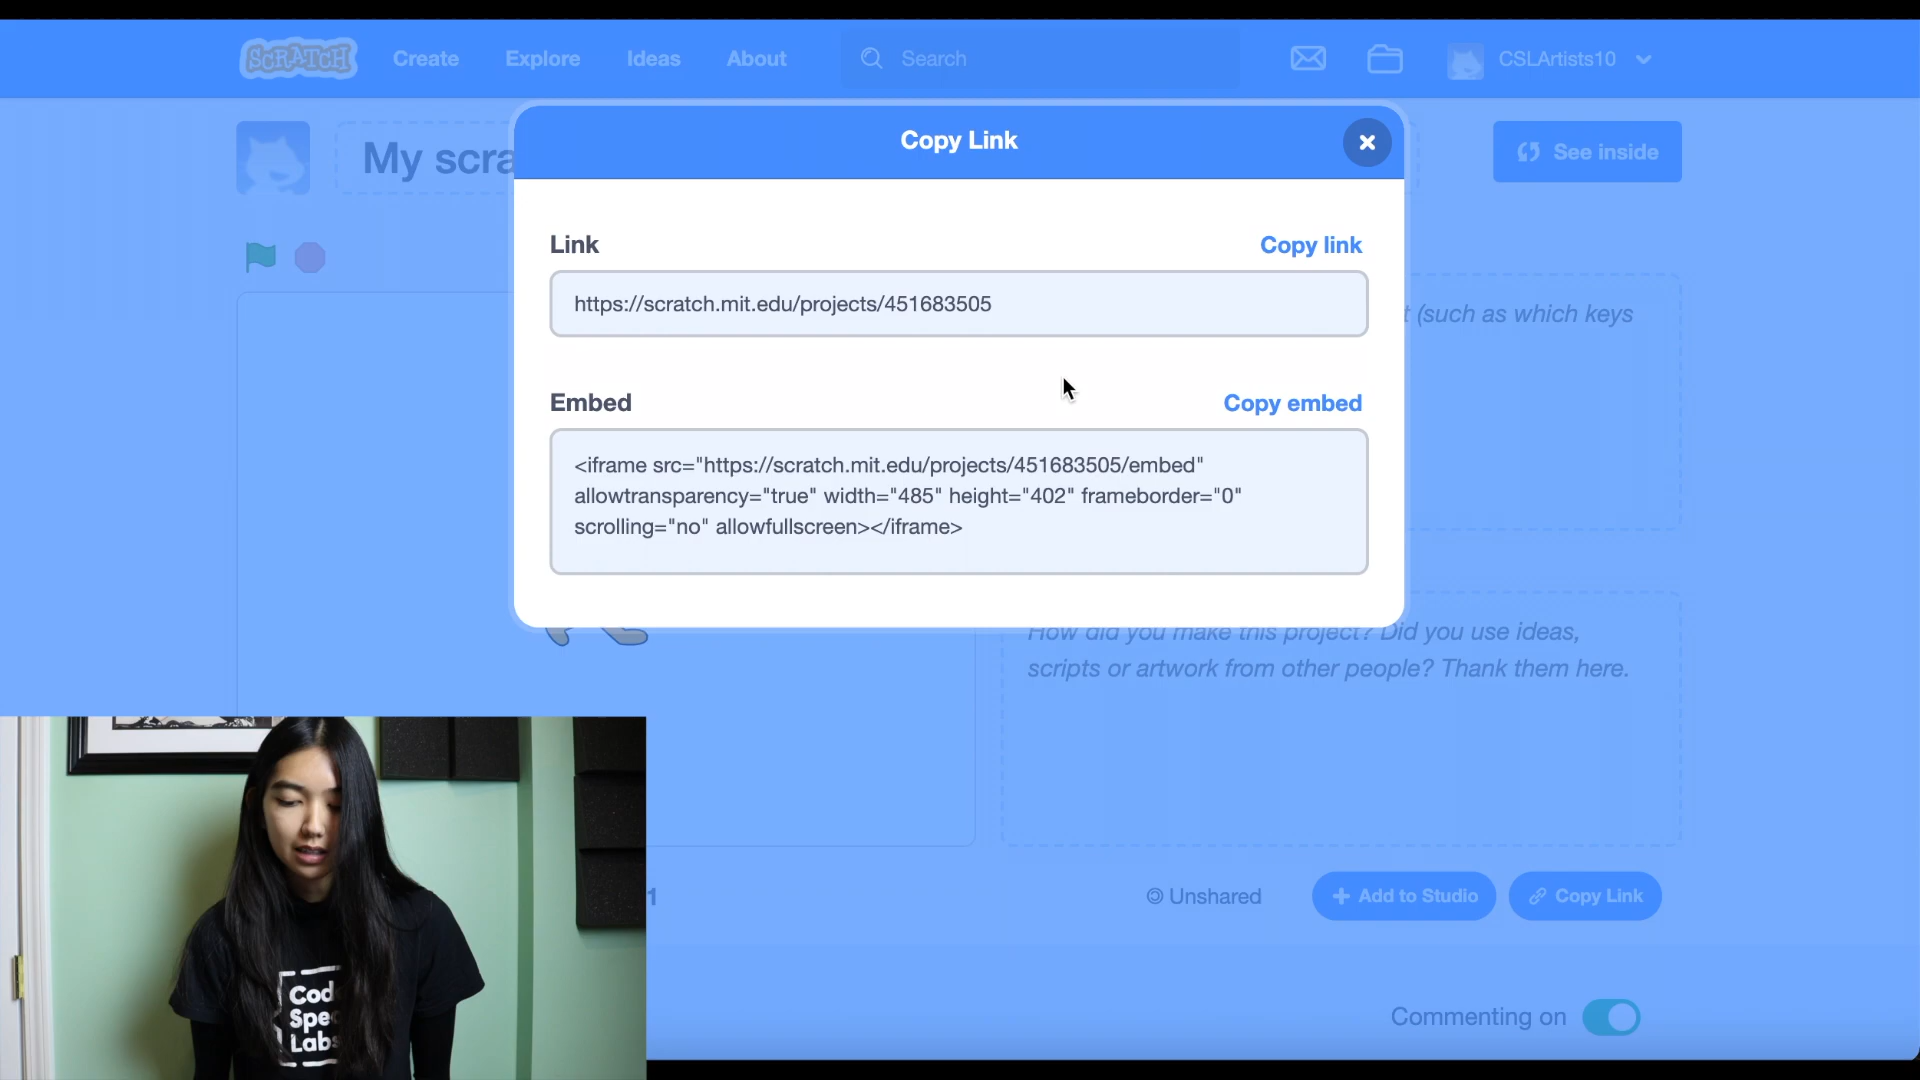 SCRATCH
Create
Explore
Ideas
About
Search
CSLArtists10
My scra
See inside
Copy Link
Link
Copy link
https://scratch.mit.edu/projects/451683505
t (such as which keys
Embed
Copy embed
<iframe src="https://scratch.mit.edu/projects/451683505/embed"
allowtransparency="true" width="485" height="402" frameborder="0"
scrolling="no" allowfullscreen></iframe>
How did you make this project? Did you use ideas,
scripts or artwork from other people? Thank them here.
1
Unshared
Add to Studio
Copy Link
Commenting on
Cod
Spe
Labs